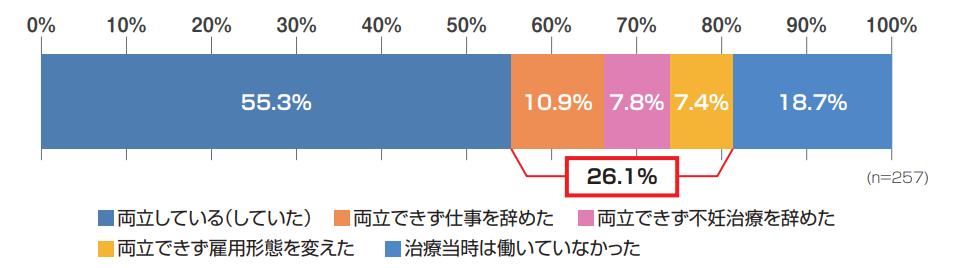 0% 10% 20% 30% 40% 50% 60% 70% 80% 90% 100%
55.3% 10.9% 7.8% 7.4% 18.7%
26.1%
(n=257)
両立している(していた) 両立できず仕事を辞めた 両立できず不妊治療を辞めた
両立できず雇用形態を変えた 治療当時は働いていなかった